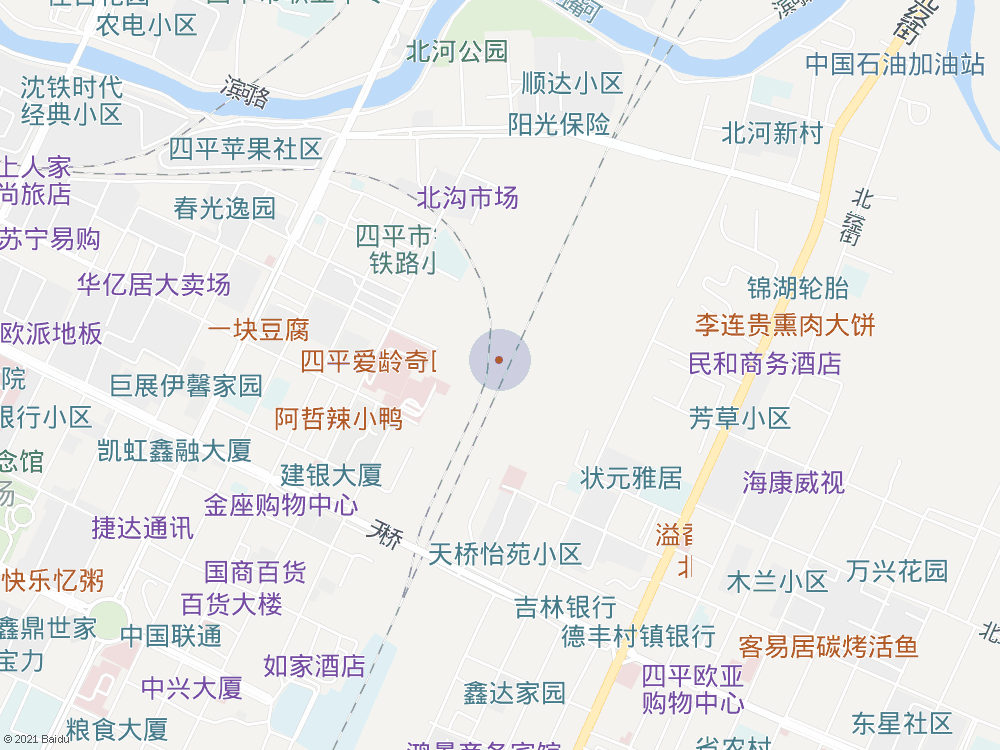 农电小区
北河公园
中国石油加油站
沈铁时代
经典小区
顺达小区
阳光保险
北河新村
四平苹果社区
上人家
尚旅店
春光逸园
北沟市场
苏宁易购
四平市
铁路小
华亿居大卖场
锦湖轮胎
欧派地板
一块豆腐
李连贵熏肉大饼
四平爱龄奇
民和商务酒店
院
巨展伊馨家园
银行小区
阿哲辣小鸭
芳草小区
念馆
场
凯虹鑫融大厦
建银大厦
状元雅居
海康威视
金座购物中心
捷达通讯
天桥
溢香
北
天桥怡苑小区
快乐忆粥
国商百货
木兰小区
万兴花园
百货大楼
吉林银行
鑫鼎世家
中国联通
德丰村镇银行
宝力
客易居碳烤活鱼
如家酒店
四平欧亚
购物中心
中兴大厦
鑫达家园
粮食大厦
东星社区
© 2021 Baidu